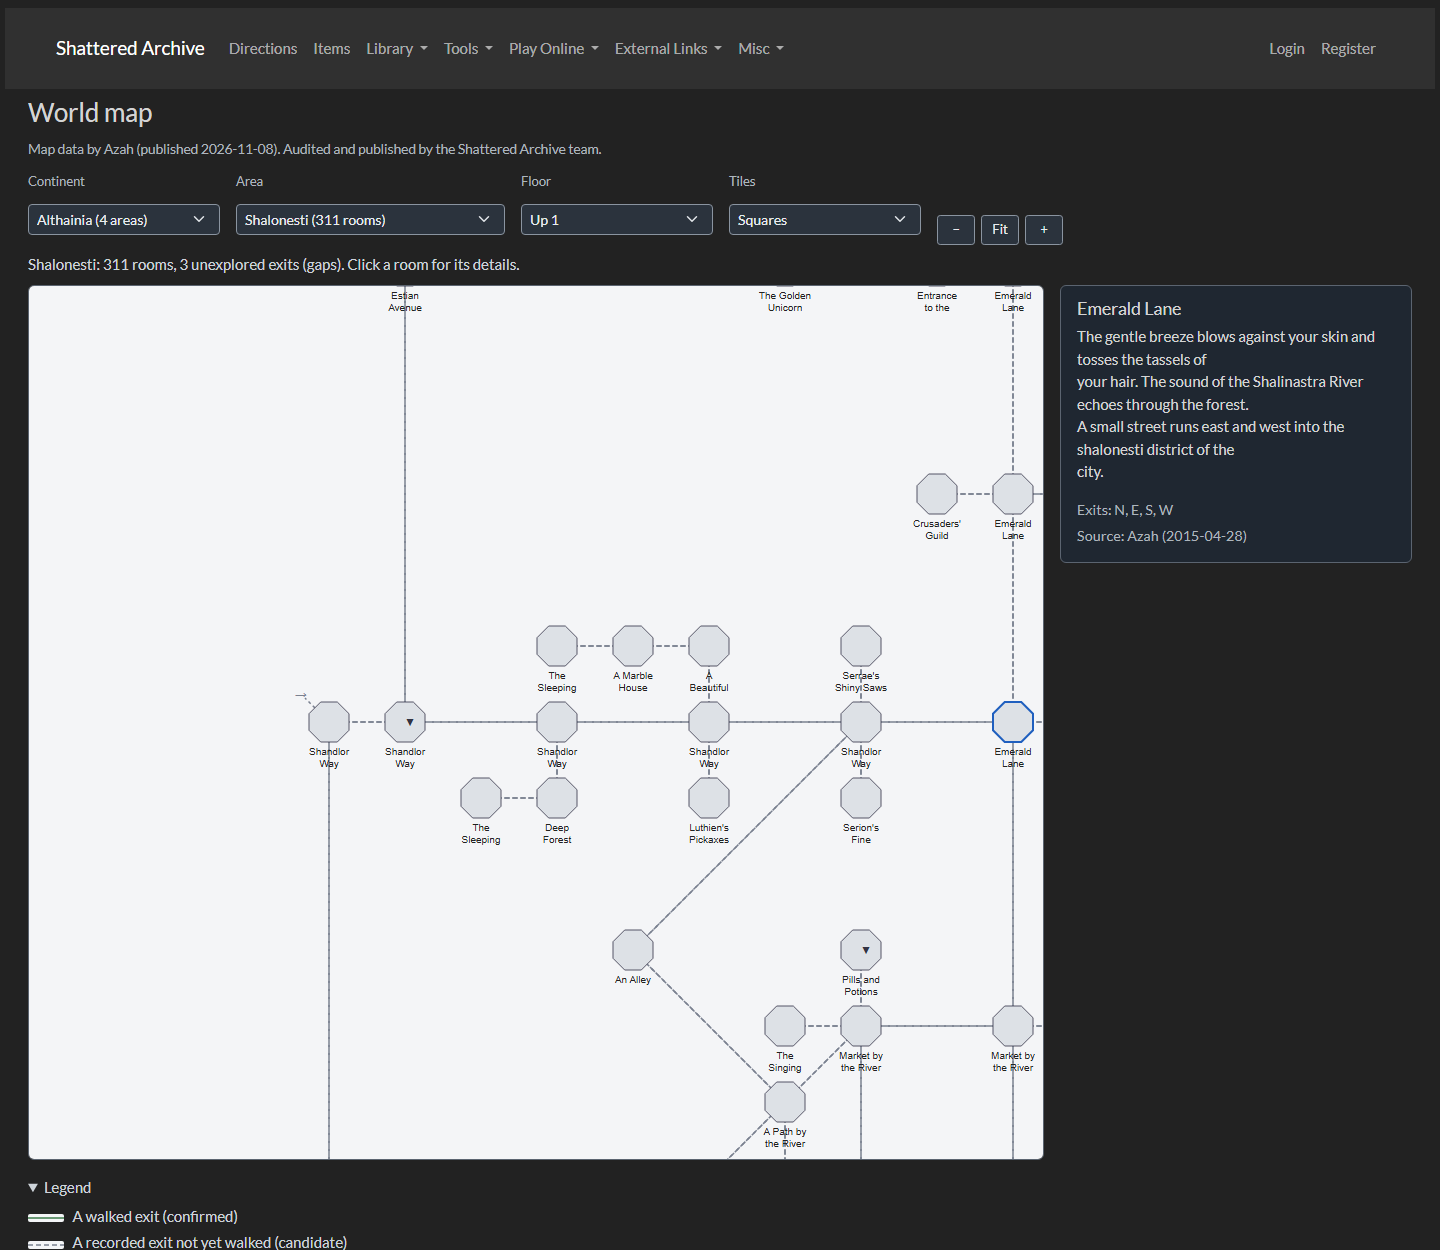 Shattered Archive Directions Items Library Tools Play Online External Links Misc Login Register
World map
Map data by Azah (published 2026-11-08). Audited and published by the Shattered Archive team.
Continent Area Floor Tiles
Althainia (4 areas) Shalonesti (311 rooms) Up 1 Squares − Fit +
Shalonesti: 311 rooms, 3 unexplored exits (gaps). Click a room for its details.
Estian
Avenue
The Golden
Unicorn
Entrance
to the
Emerald
Lane
Crusaders'
Guild
Emerald
Lane
The
Sleeping
A Marble
House
A
Beautiful
Serrae's
Shiny Saws
Shandlor
Way
Shandlor
Way
Shandlor
Way
Shandlor
Way
Shandlor
Way
Emerald
Lane
The
Sleeping
Deep
Forest
Luthien's
Pickaxes
Serion's
Fine
An Alley
Pills and
Potions
The
Singing
Market by
the River
Market by
the River
A Path by
the River
Emerald Lane
The gentle breeze blows against your skin and
tosses the tassels of
your hair. The sound of the Shalinastra River
echoes through the forest.
A small street runs east and west into the
shalonesti district of the
city.
Exits: N, E, S, W
Source: Azah (2015-04-28)
Legend
A walked exit (confirmed)
A recorded exit not yet walked (candidate)